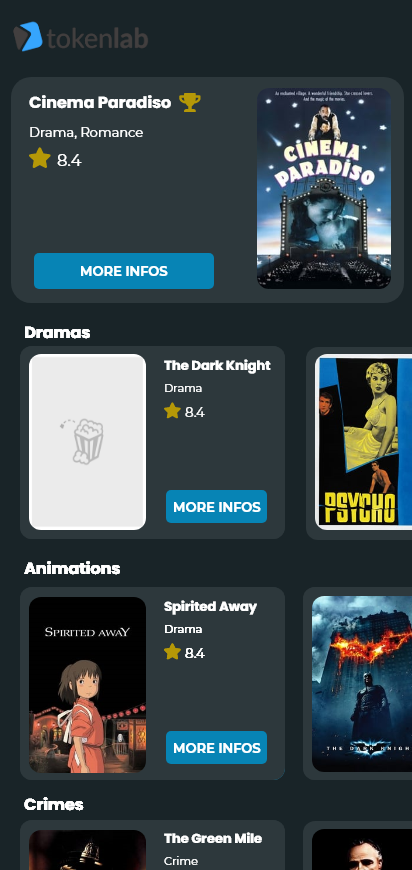 tokenlab
Cinema Paradiso
Drama, Romance
8.4
MORE INFOS
An enchanted village. A wonderful friendship. Star crossed lovers.
And the magic of the movies.
CINEMA
PARADISO
Dramas
The Dark Knight
Drama
8.4
MORE INFOS
PSYCHO
Animations
Spirited Away
Drama
8.4
MORE INFOS
SPIRITED AWAY
THE DARK KNIGH
Crimes
The Green Mile
Crime